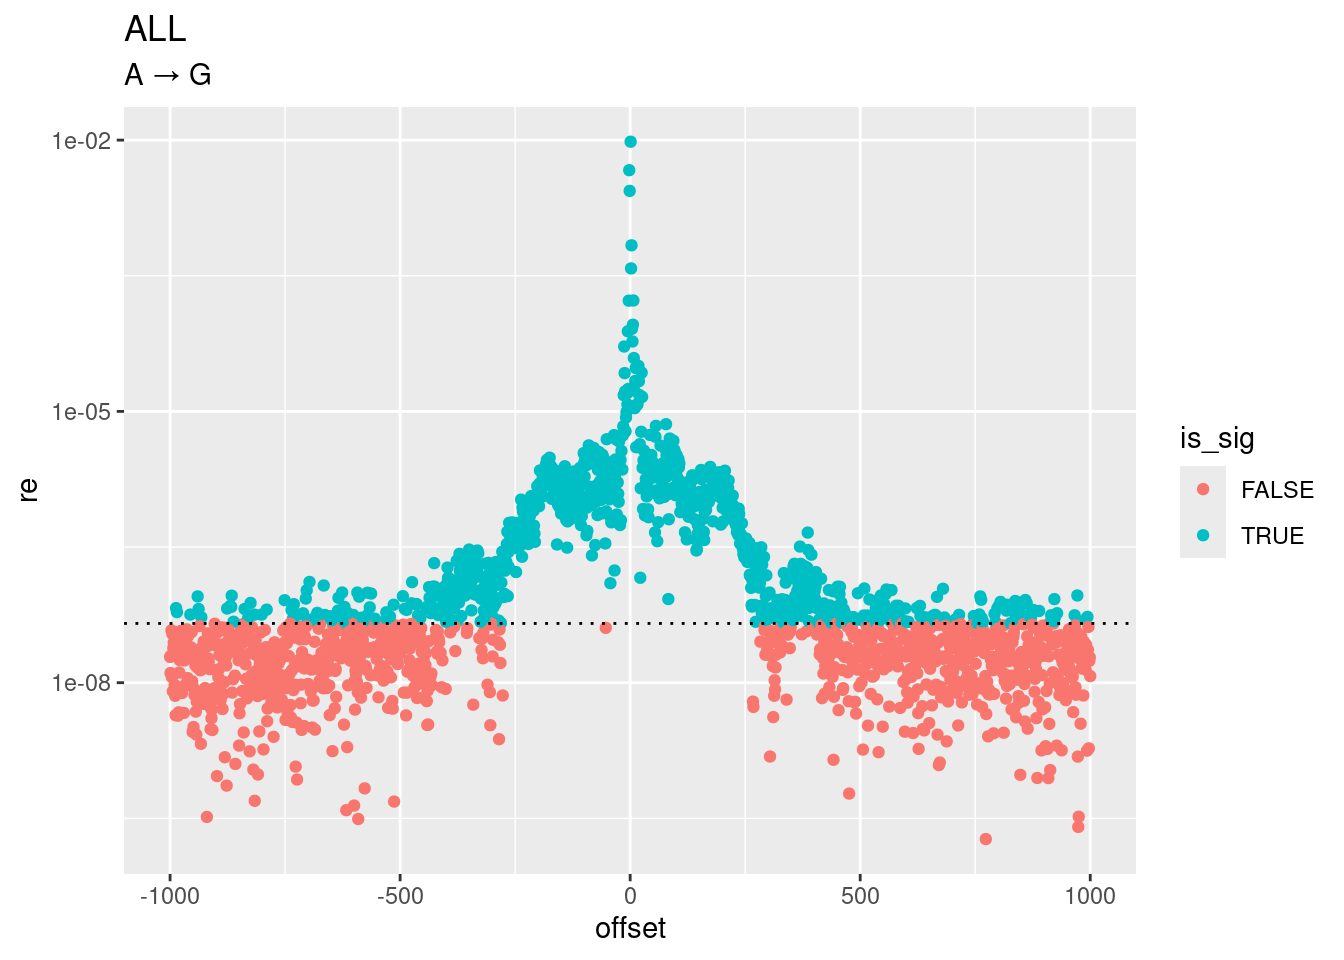 ALL
A → G
1e-02
1e-05
1e-08
re
-1000
-500
0
500
1000
offset
is_sig
FALSE
TRUE